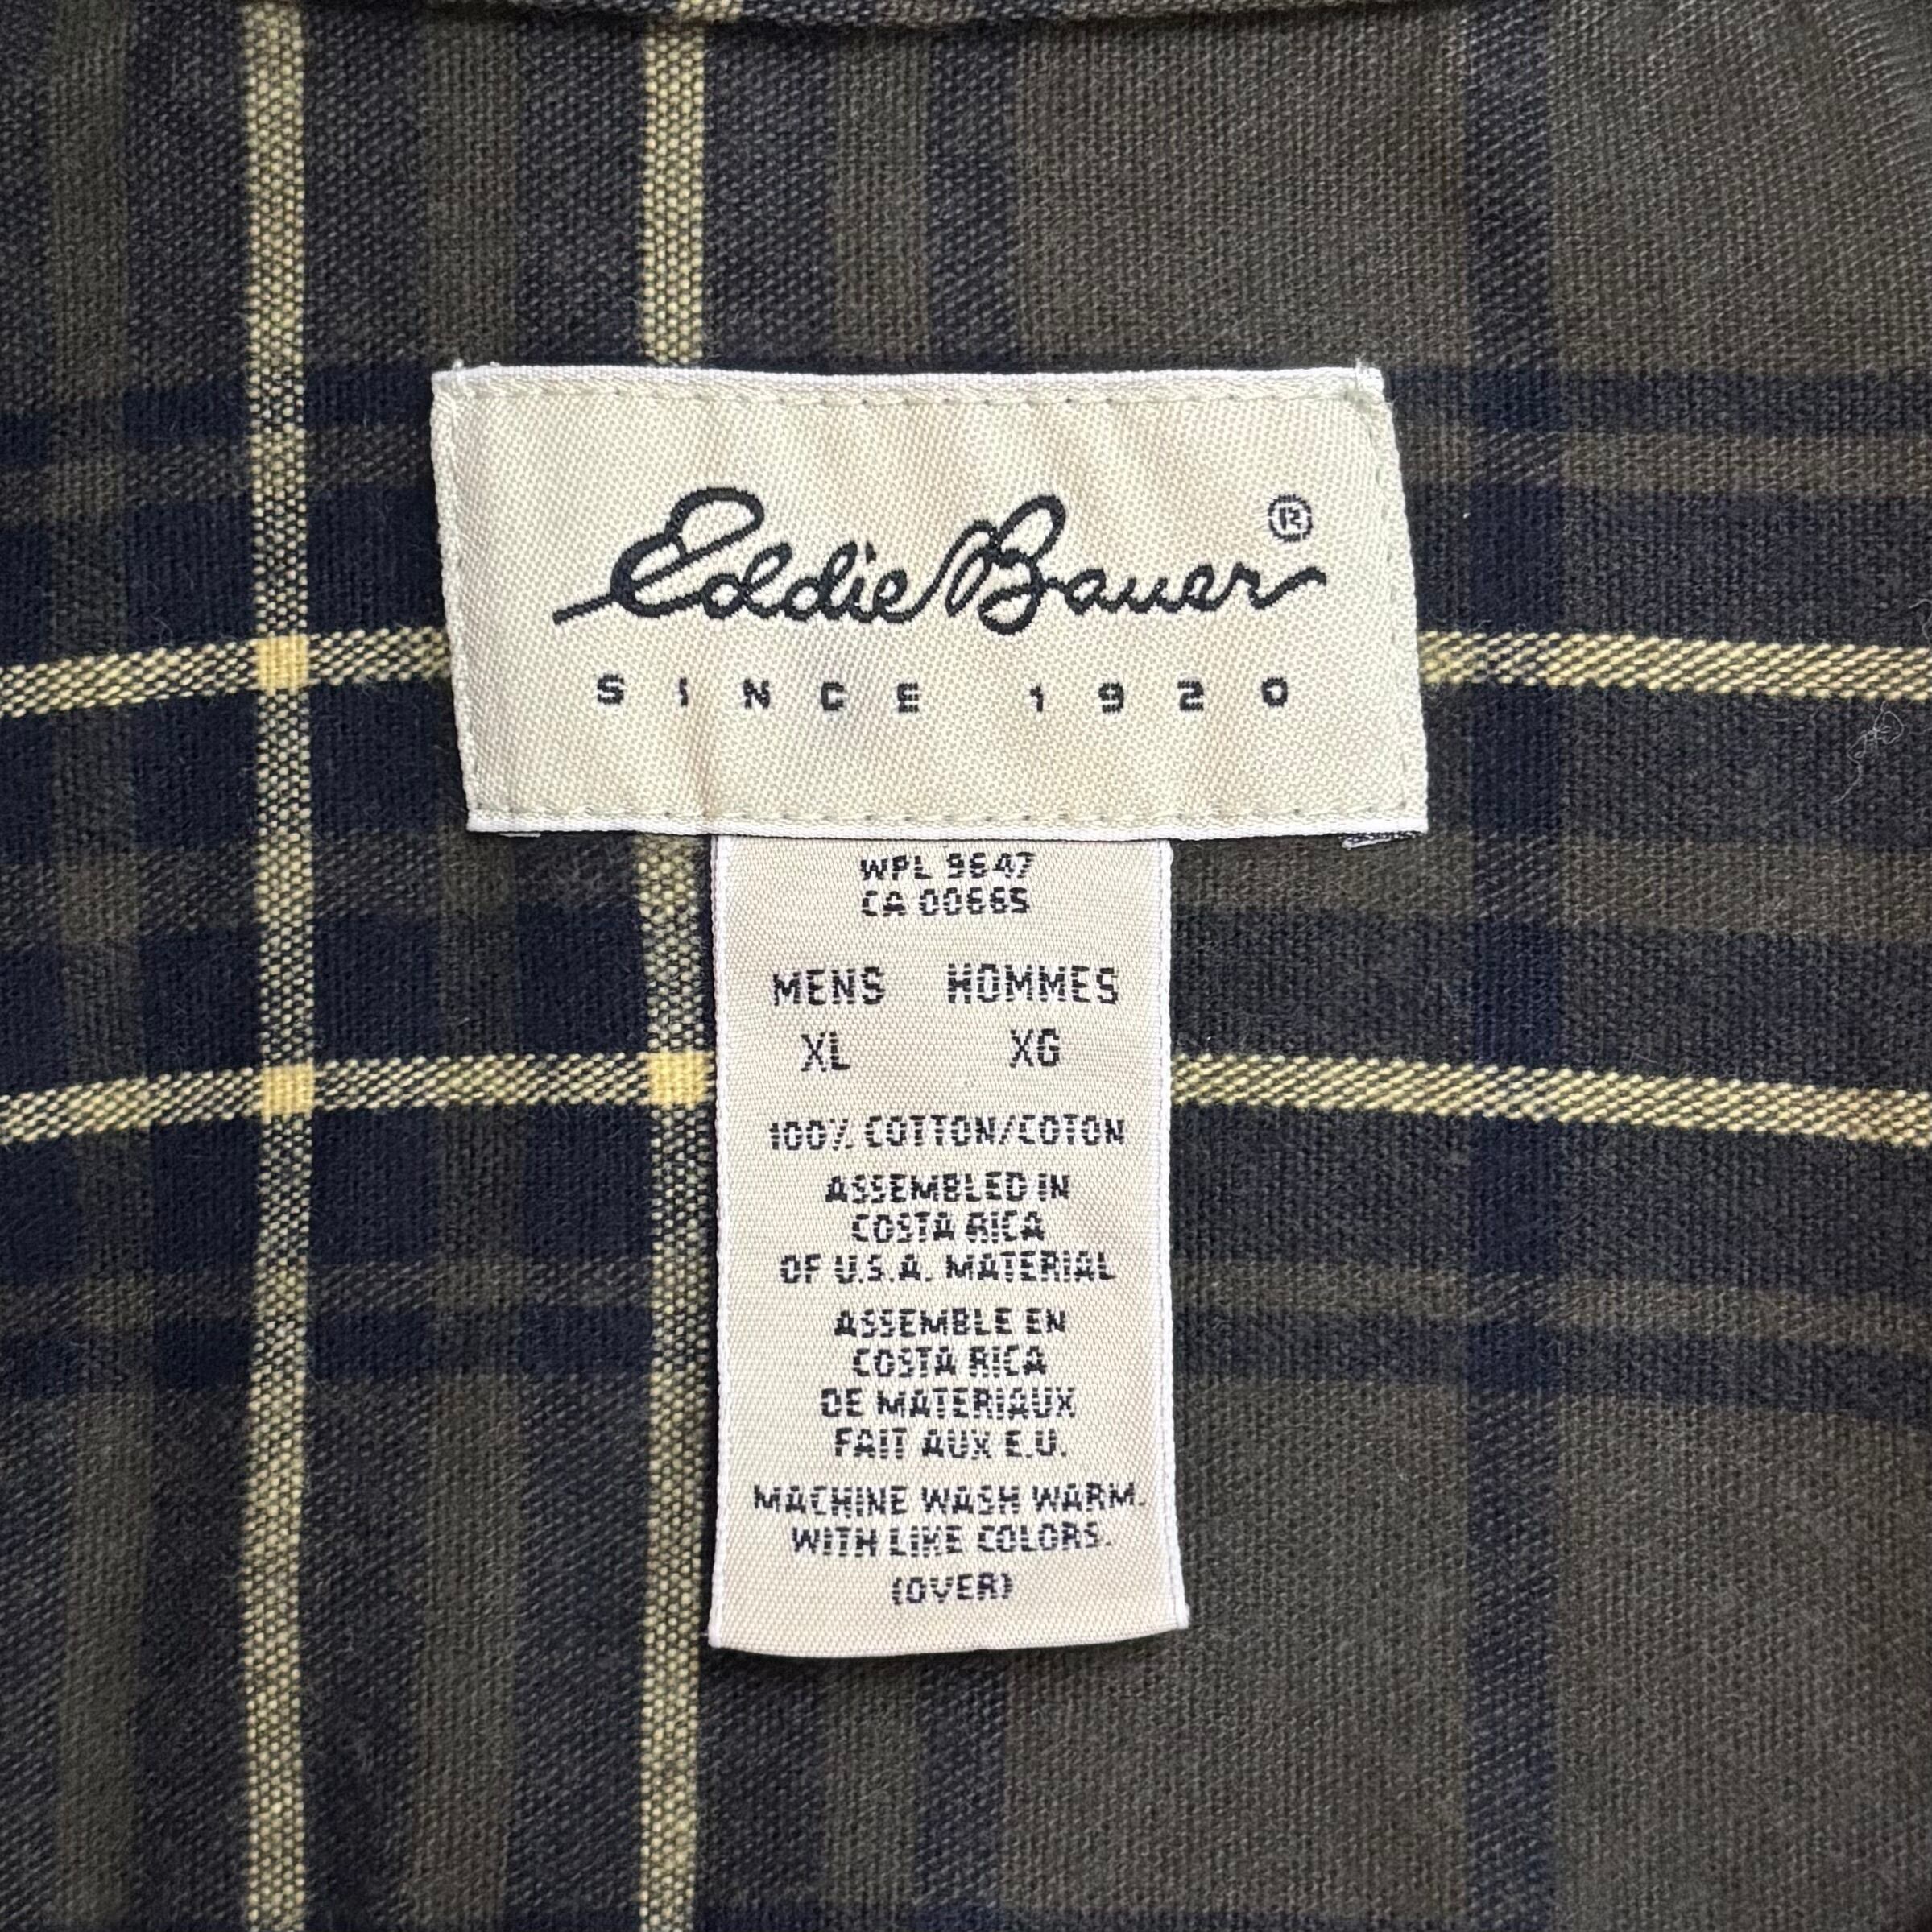 Eddie Bauer ®
SINCE 1920
WPL 9647
CA 00665
MENS HOMMES
XL XG
100% COTTON/COTON
ASSEMBLED IN
COSTA RICA
OF U.S.A. MATERIAL
ASSEMBLE EN
COSTA RICA
DE MATERIAUX
FAIT AUX E.U.
MACHINE WASH WARM.
WITH LIKE COLORS.
(OVER)